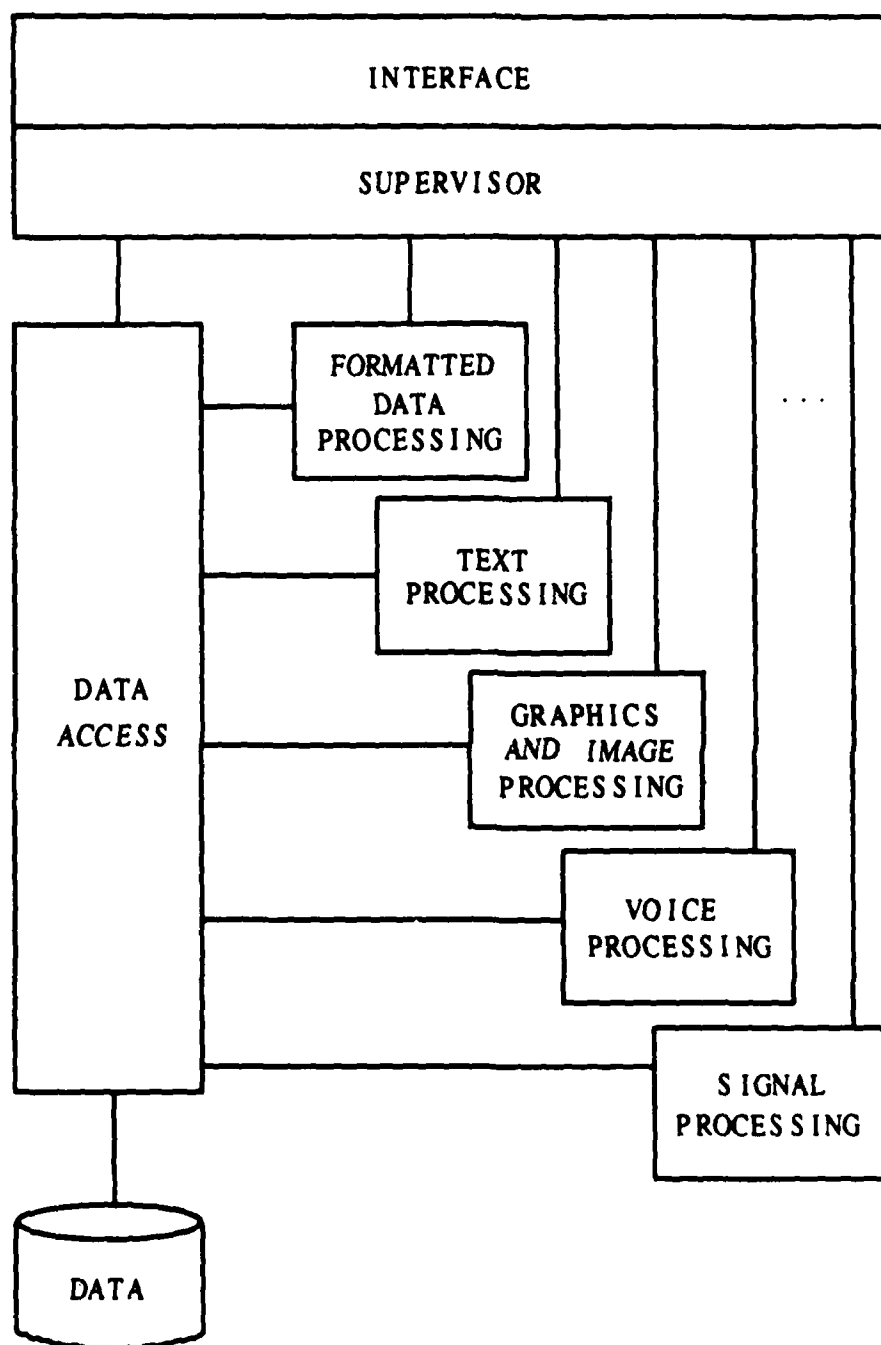 INTERFACE
SUPERVISOR
FORMATTED
DATA
PROCESSING
...
TEXT
PROCESSING
DATA
ACCESS
GRAPHICS
AND IMAGE
PROCESSING
VOICE
PROCESSING
SIGNAL
PROCESSING
DATA